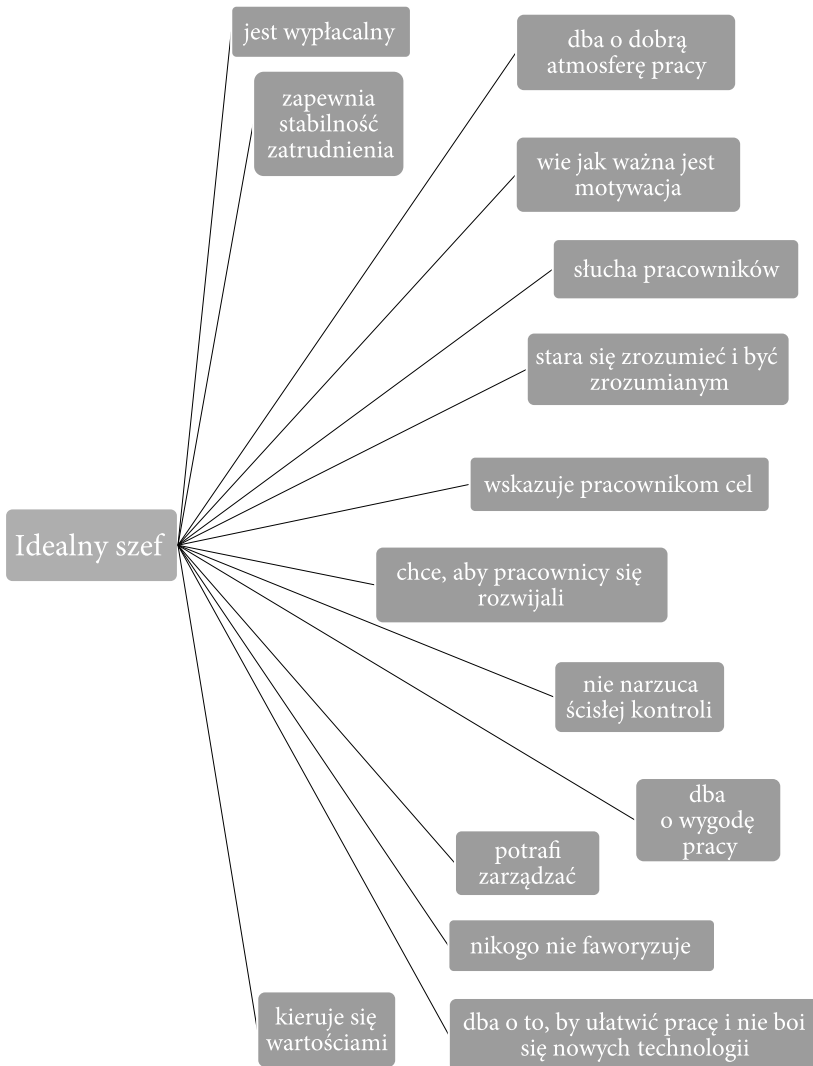 jest wypłacalny
zapewnia
stabilność
zatrudnienia
dba o dobrą
atmosferę pracy
wie jak ważna jest
motywacja
słucha pracowników
stara się zrozumieć i być
zrozumianym
wskazuje pracownikom cel
Idealny szef
chce, aby pracownicy się
rozwijali
nie narzuca
ścisłej kontroli
dba
o wygodę
pracy
potrafi
zarządzać
nikogo nie faworyzuje
kieruje się
wartościami
dba o to, by ułatwić pracę i nie boi
się nowych technologii